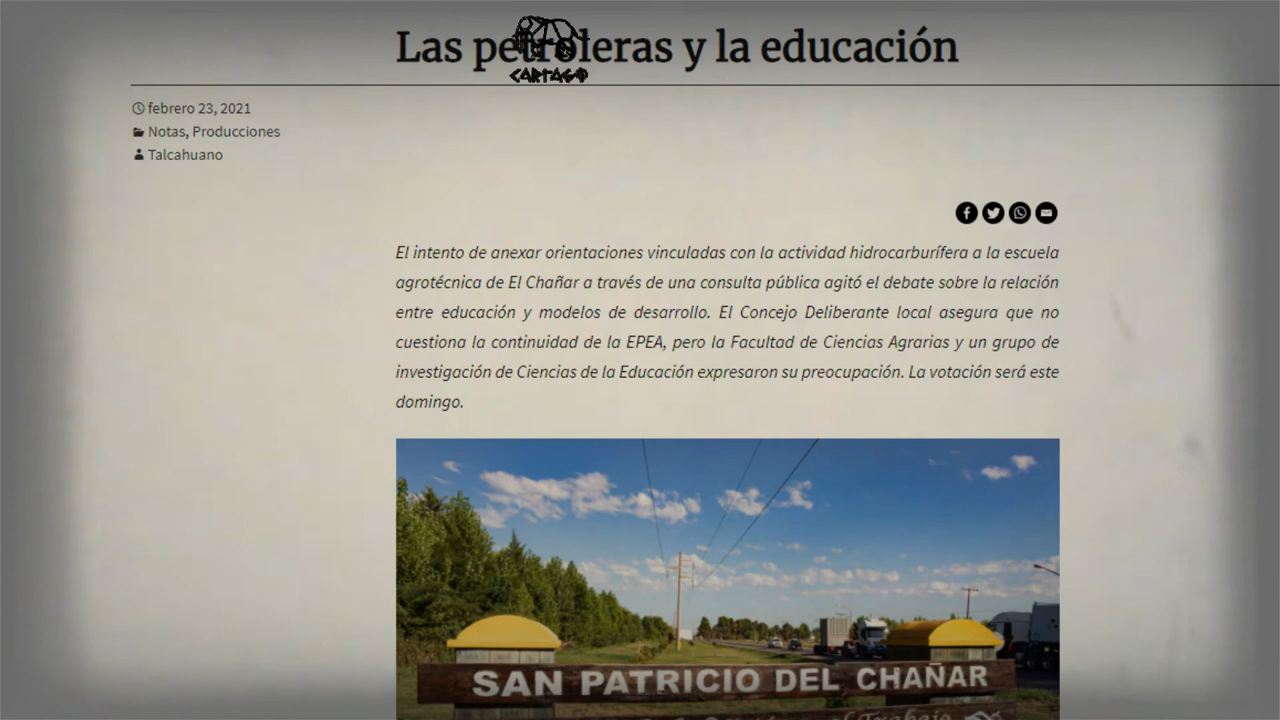 Las petroleras y la educación
CARTAGO
febrero 23, 2021
Notas, Producciones
Talcahuano
El intento de anexar orientaciones vinculadas con la actividad hidrocarburífera a la escuela
agrotécnica de El Chañar a través de una consulta pública agitó el debate sobre la relación
entre educación y modelos de desarrollo. El Concejo Deliberante local asegura que no
cuestiona la continuidad de la EPEA, pero la Facultad de Ciencias Agrarias y un grupo de
investigación de Ciencias de la Educación expresaron su preocupación. La votación será este
domingo.
SAN PATRICIO DEL CHAÑAR